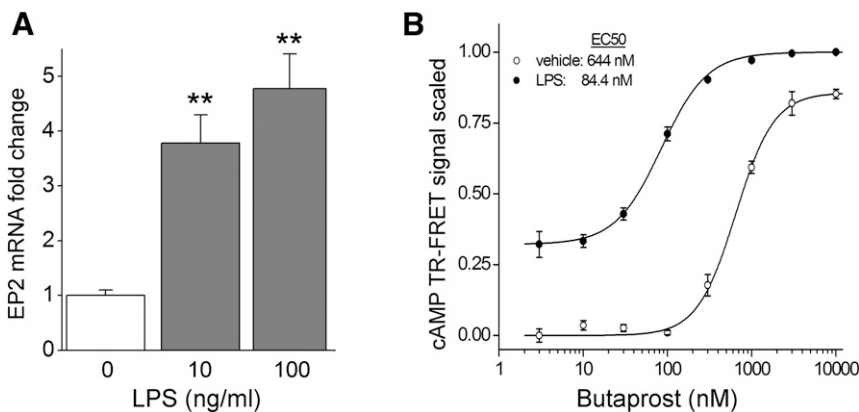 A
EP2 mRNA fold change
5
4
3
2
1
0
**
**
0 10 100
LPS (ng/ml)
B
cAMP TR-FRET signal scaled
1.00
0.75
0.50
0.25
0.00
EC50
vehicle: 644 nM
LPS: 84.4 nM
1 10 100 1000 10000
Butaprost (nM)